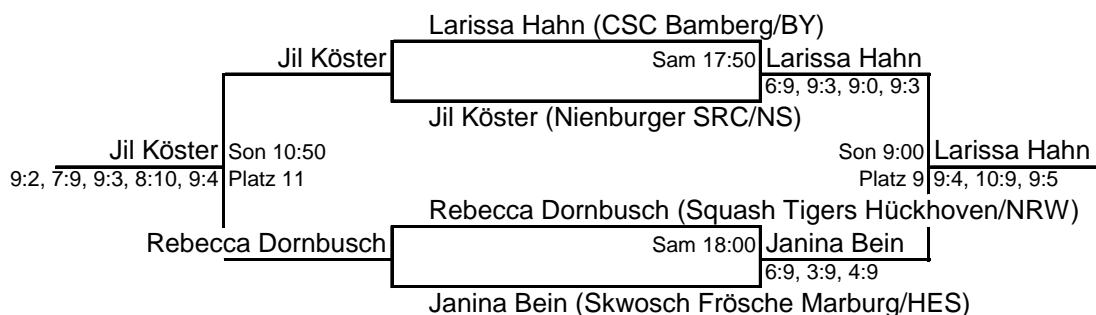 Larissa Hahn (CSC Bamberg/BY)
Jil Köster Sam 17:50 Larissa Hahn
6:9, 9:3, 9:0, 9:3
Jil Köster (Nienburger SRC/NS)
Jil Köster Son 10:50 Son 9:00 Larissa Hahn
9:2, 7:9, 9:3, 8:10, 9:4 Platz 11 Platz 9 9:4, 10:9, 9:5
Rebecca Dornbusch (Squash Tigers Hückhoven/NRW)
Rebecca Dornbusch Sam 18:00 Janina Bein
6:9, 3:9, 4:9
Janina Bein (Skwosch Frösche Marburg/HES)